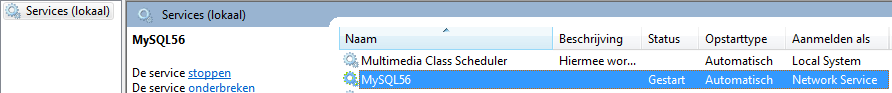 Services (lokaal)
Services (lokaal)
MySQL56
De service stoppen
De service onderbreken
Naam Beschrijving Status Opstarttype Aanmelden als
Multimedia Class Scheduler Hiermee wor... Automatisch Local System
MySQL56 Gestart Automatisch Network Service